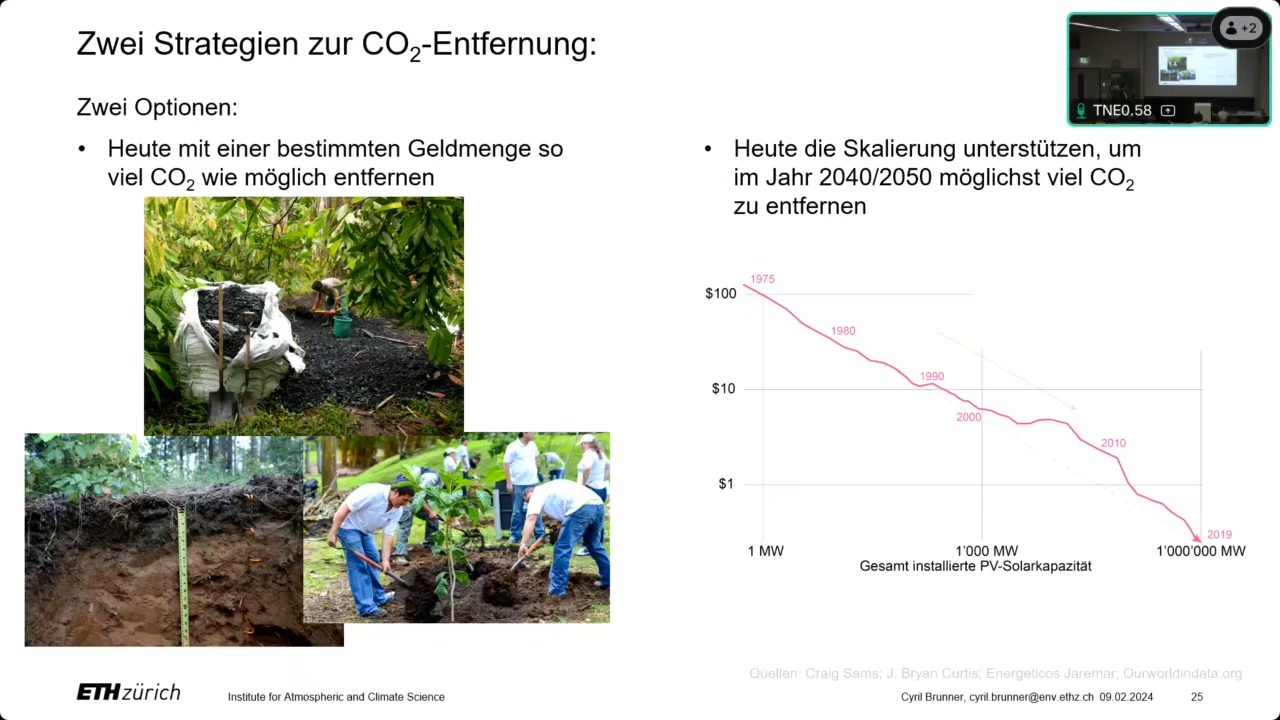 Zwei Strategien zur CO₂-Entfernung:
+2
TNE0.58
Zwei Optionen:
• Heute mit einer bestimmten Geldmenge so
viel CO₂ wie möglich entfernen
• Heute die Skalierung unterstützen, um
im Jahr 2040/2050 möglichst viel CO₂
zu entfernen
1975
$100
1980
1990
$10
2000
2010
$1
2019
1 MW
1'000 MW
1'000'000 MW
Gesamt installierte PV-Solarkapazität
Quellen: Craig Sams; J. Bryan Curtis; Energeticos Jaremar; Ourworldindata.org
ETH zürich
Institute for Atmospheric and Climate Science
Cyril Brunner, cyril.brunner@env.ethz.ch 09.02.2024
25